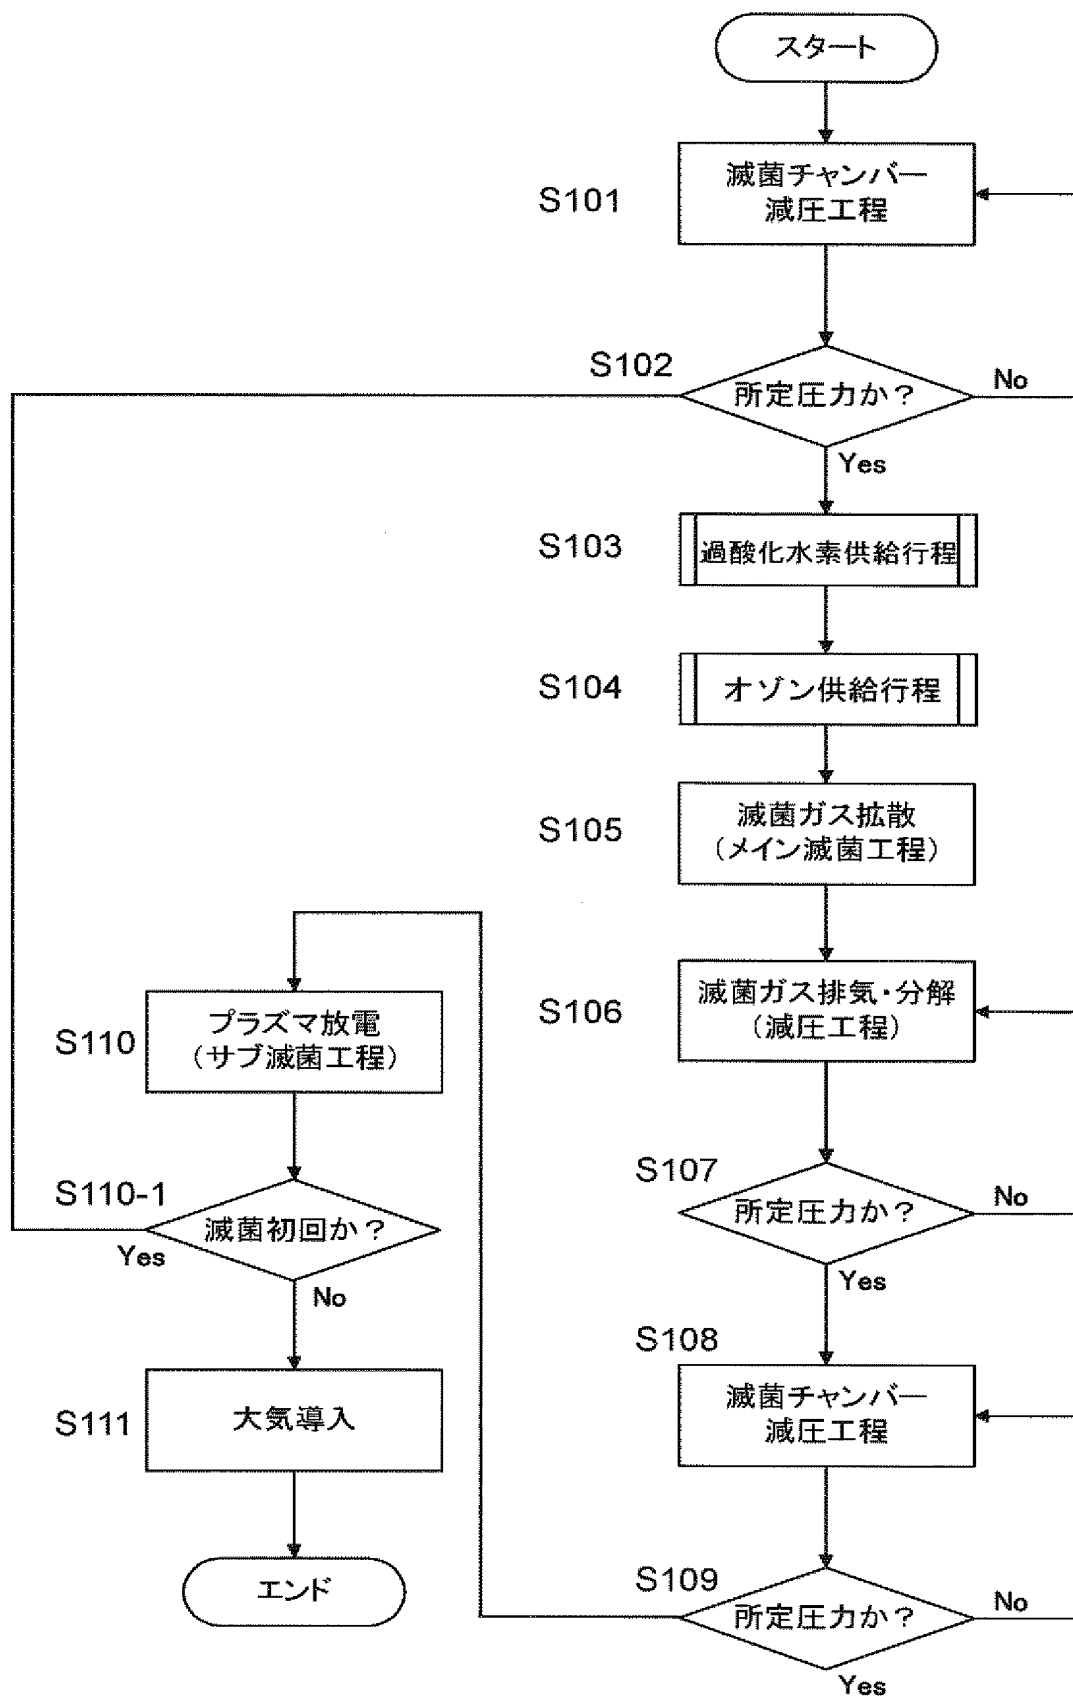 スタート
S101
滅菌チャンバー
減圧工程
S102
所定圧力か？
No
Yes
S103
過酸化水素供給行程
S104
オゾン供給行程
S105
滅菌ガス拡散
（メイン滅菌工程）
S106
滅菌ガス排気・分解
（減圧工程）
S107
所定圧力か？
No
Yes
S108
滅菌チャンバー
減圧工程
S109
所定圧力か？
No
Yes
S110
プラズマ放電
（サブ滅菌工程）
S110-1
滅菌初回か？
Yes
No
S111
大気導入
エンド